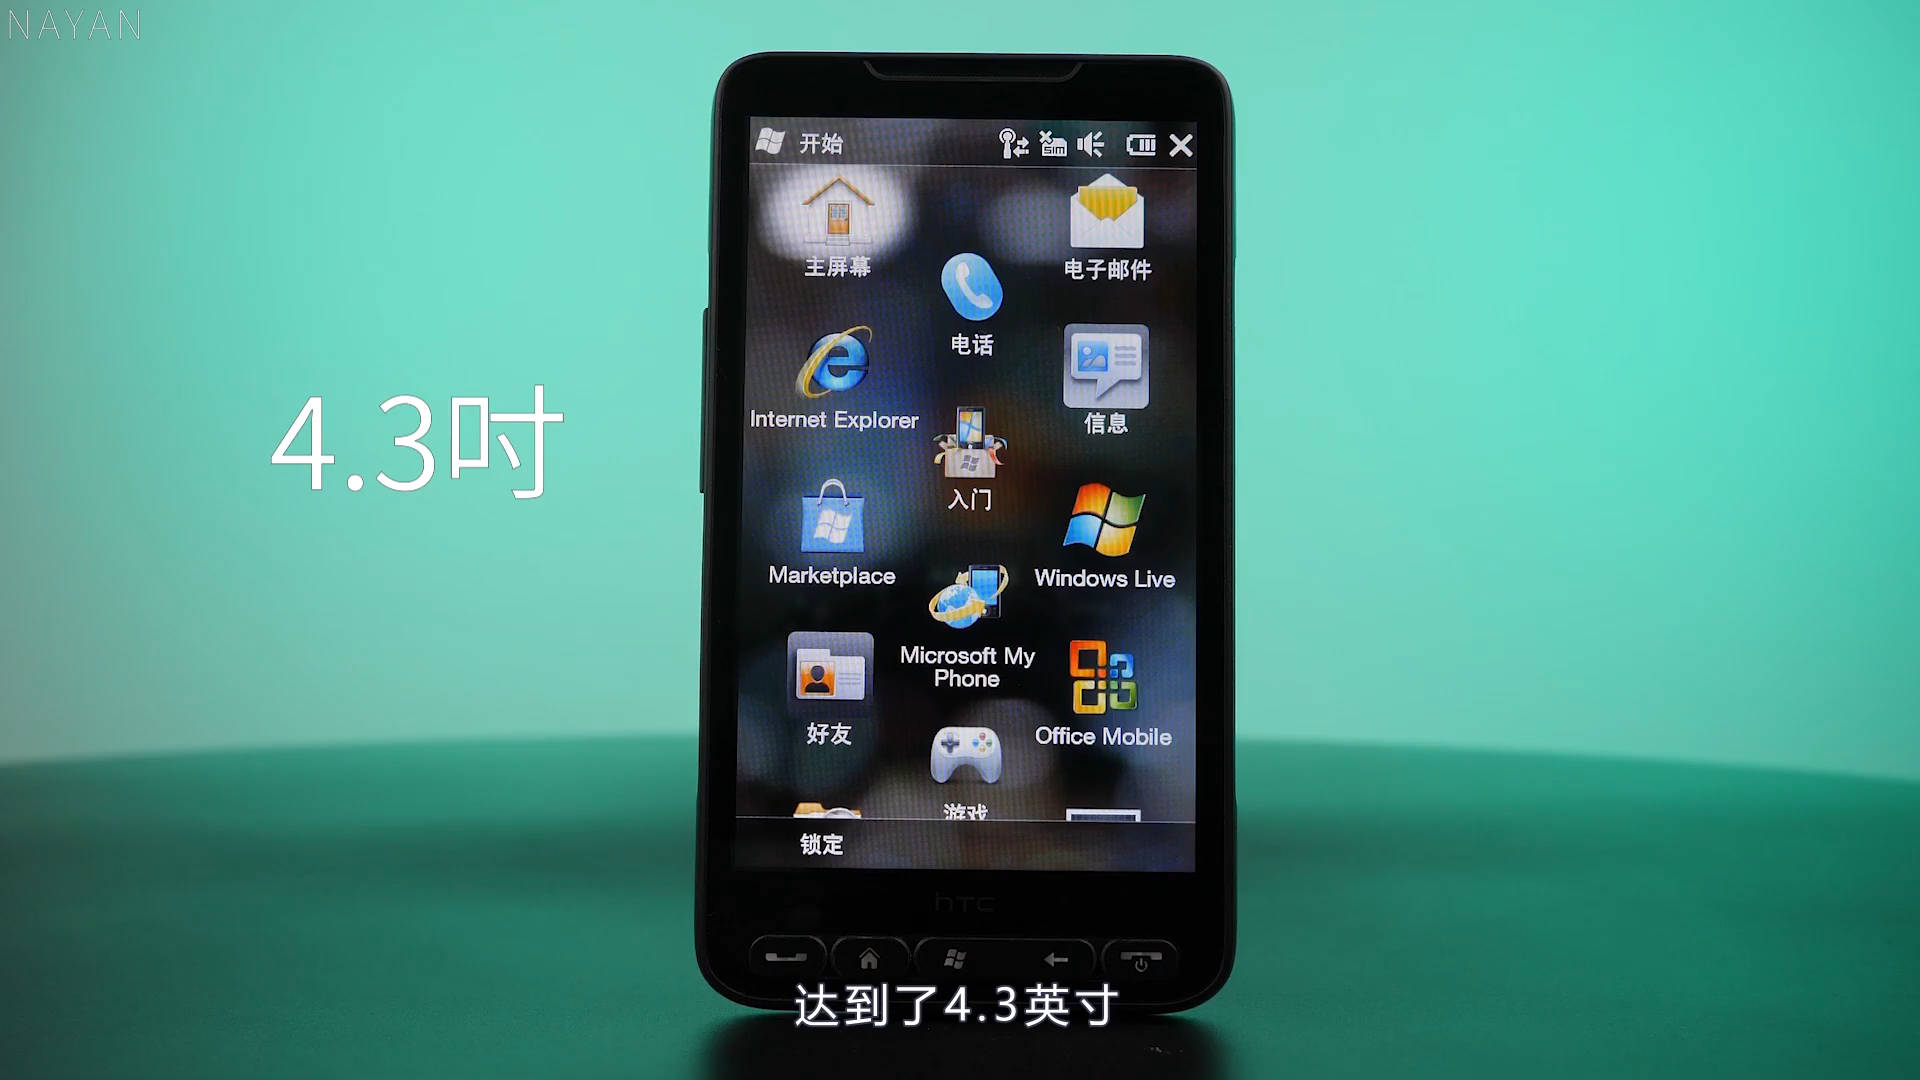 NAYAN
开始
主屏幕
电子邮件
电话
Internet Explorer
信息
入门
Marketplace
Windows Live
Microsoft My
Phone
好友
Office Mobile
游戏
锁定
hTC
4.3吋
达到了4.3英寸